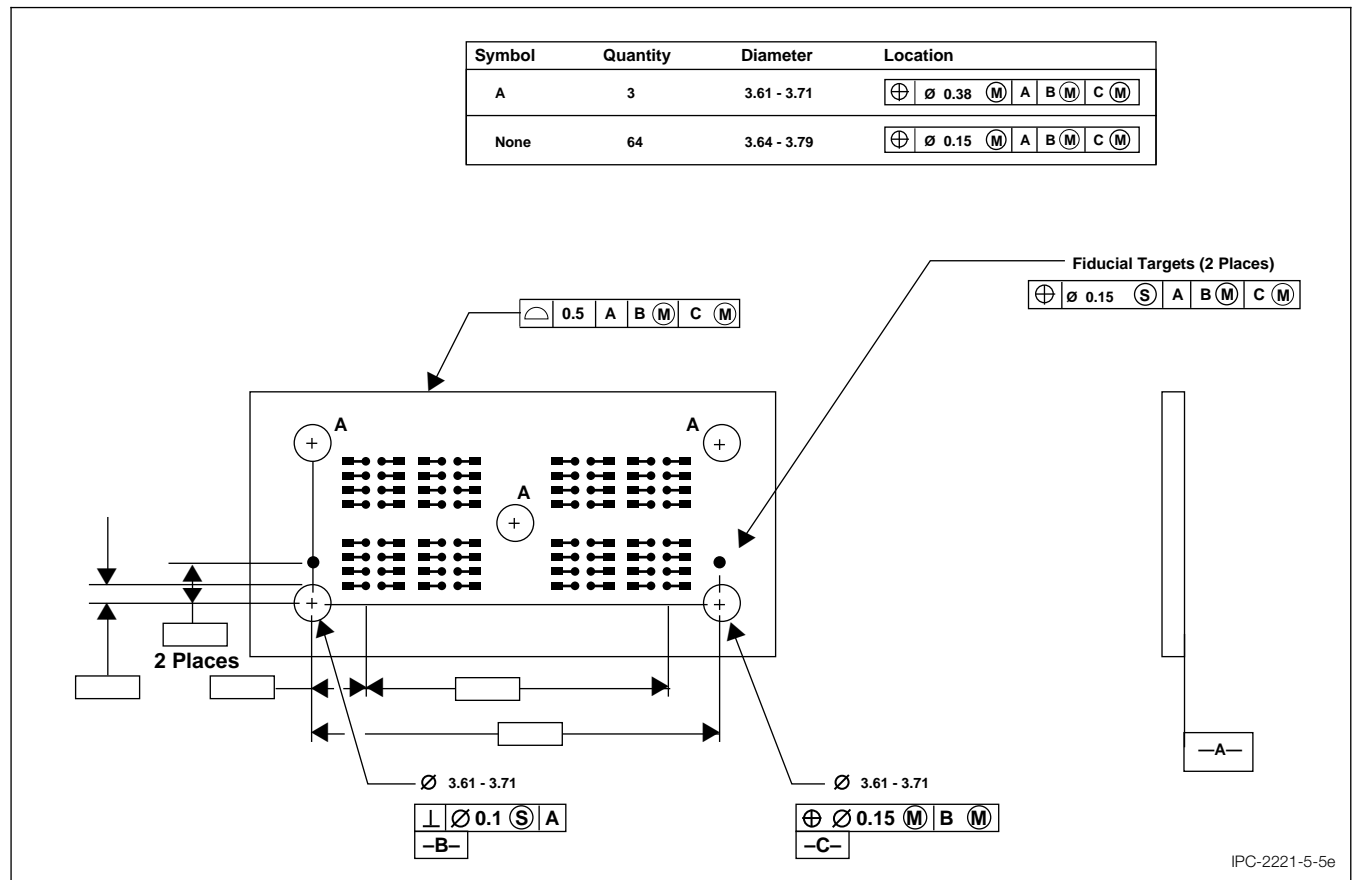 Symbol Quantity Diameter Location
A 3 3.61 - 3.71 ⌖ Ø 0.38 Ⓜ A B Ⓜ C Ⓜ
None 64 3.64 - 3.79 ⌖ Ø 0.15 Ⓜ A B Ⓜ C Ⓜ
Fiducial Targets (2 Places)
⌖ Ø 0.15 Ⓢ A B Ⓜ C Ⓜ
⌓ 0.5 A B Ⓜ C Ⓜ
A
A
A
2 Places
–A–
Ø 3.61 - 3.71
⊥ Ø 0.1 Ⓢ A
–B–
Ø 3.61 - 3.71
⌖ Ø 0.15 Ⓜ B Ⓜ
–C–
IPC-2221-5-5e